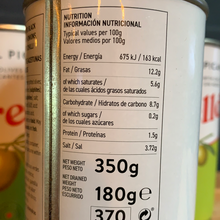 NUTRITION
INFORMACIÓN NUTRICIONAL
Typical values per 100g
Valores medios por 100g
Energy / Energía 675 kJ / 163 kcal
Fat / Grasas 12.2g
of which saturates / 5.6g
de las cuales ácidos grasos saturados
Carbohydrate / Hidratos de carbono 8.7g
of which sugars / 0.2g
de los cuales azúcares
Protein / Proteínas 1.5g
Salt / Sal 3.72g
NET WEIGHT
PESO NETO 350g
NET DRAINED
WEIGHT
PESO NETO
ESCURRIDO 180g e
370